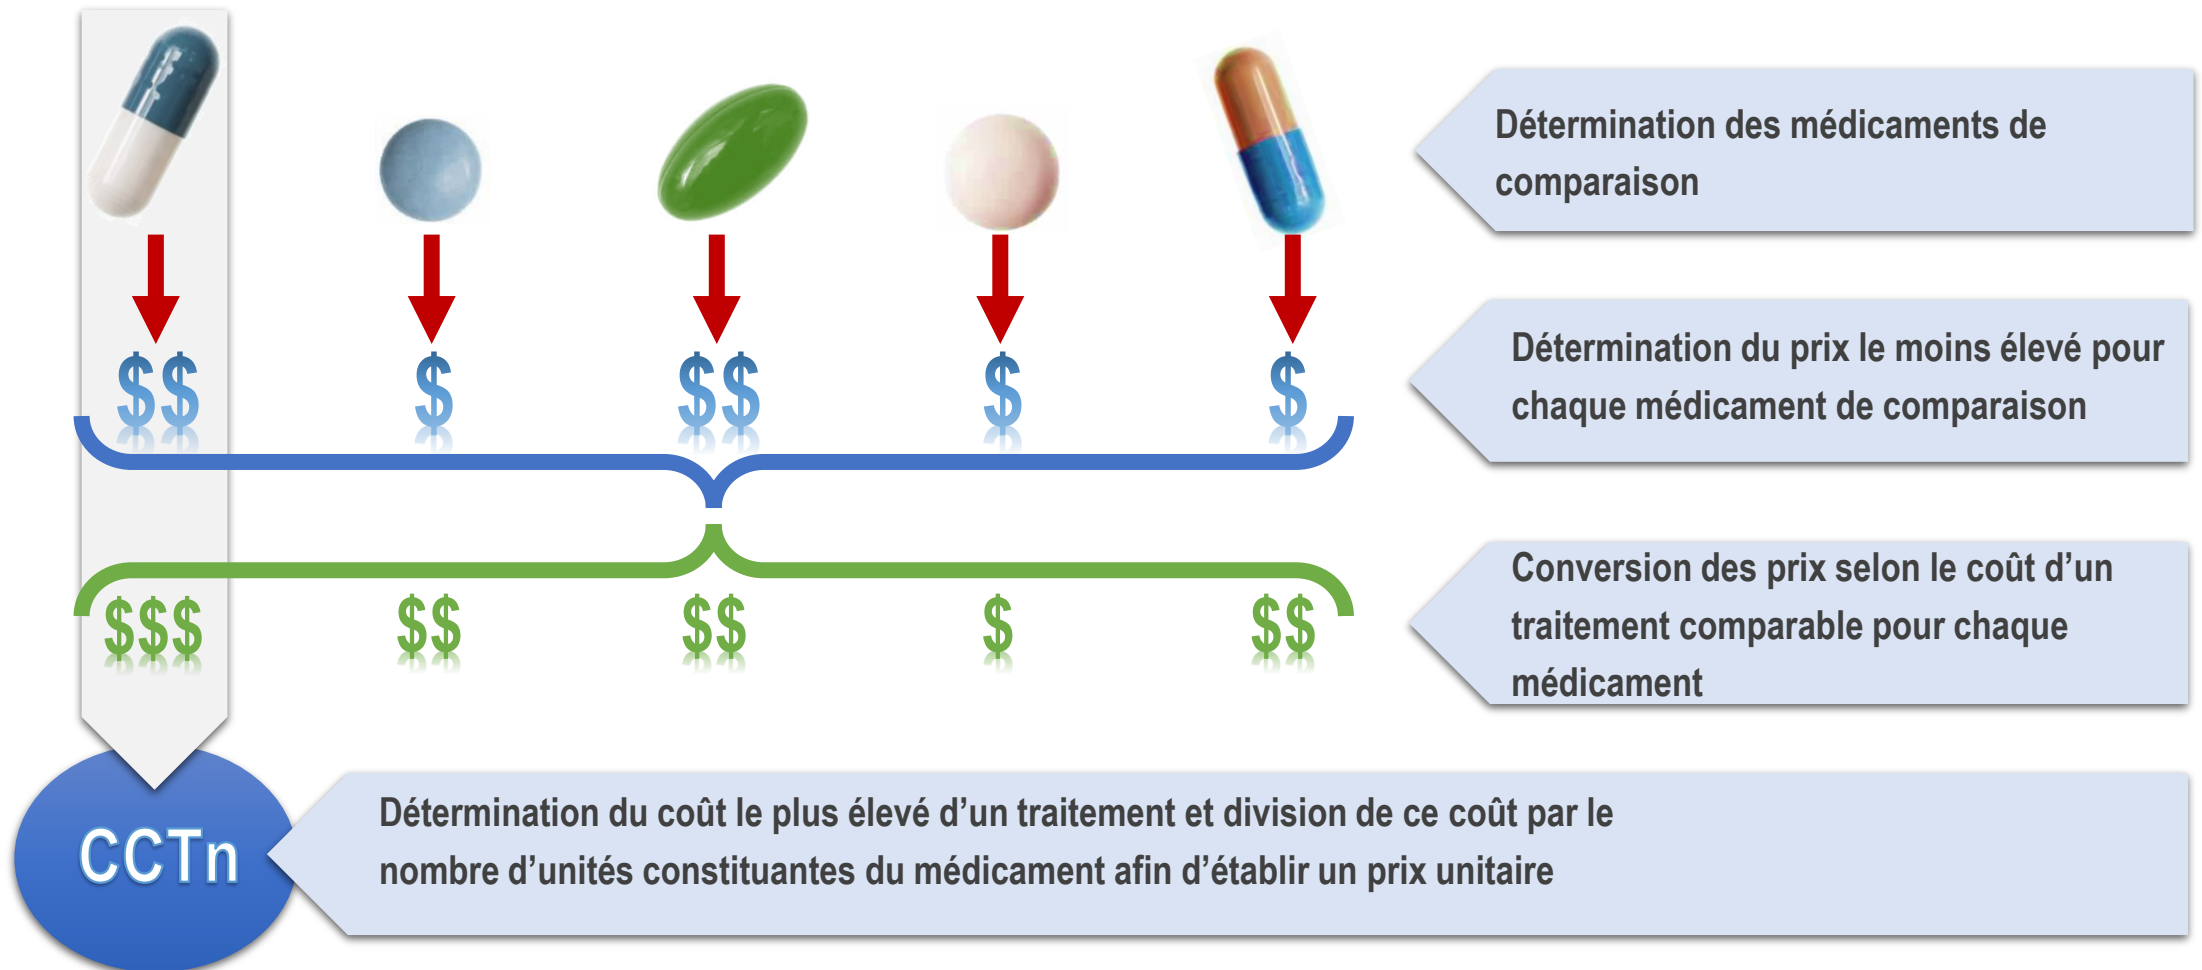 Détermination des médicaments de
comparaison
Détermination du prix le moins élevé pour
chaque médicament de comparaison
$$ $ $$ $ $
Conversion des prix selon le coût d’un
traitement comparable pour chaque
médicament
$$$ $$ $$ $ $$
CCTn
Détermination du coût le plus élevé d’un traitement et division de ce coût par le
nombre d’unités constituantes du médicament afin d’établir un prix unitaire